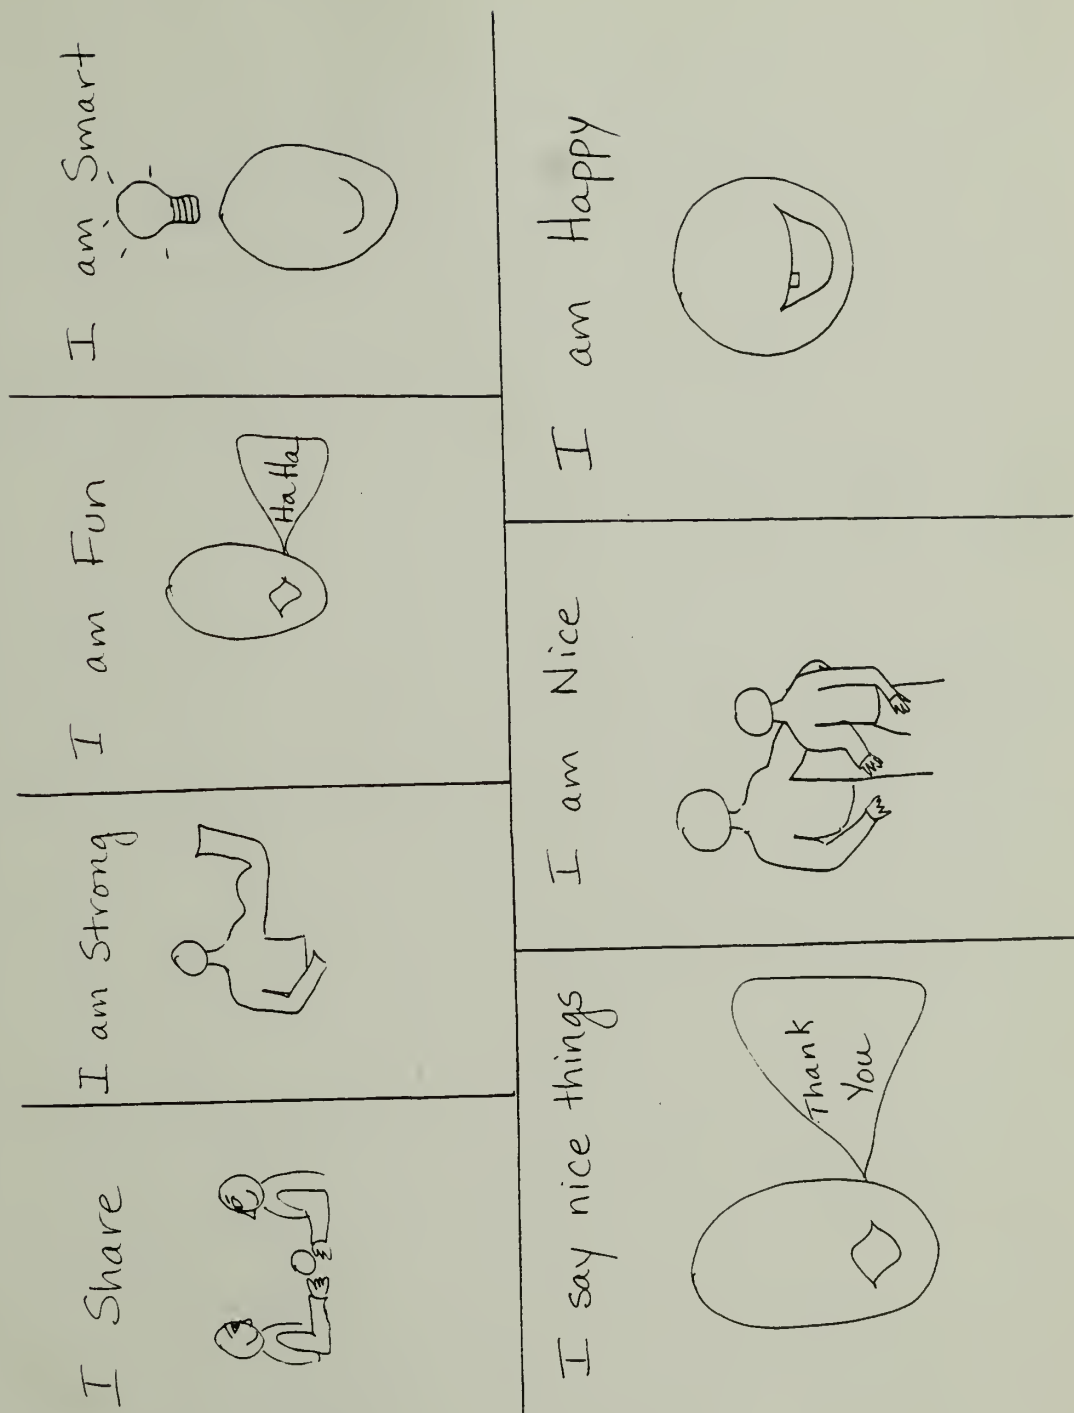 I Share
I am Strong
I am Fun
HaHa
I am Smart
I say nice things
Thank
You
I am Nice
I am Happy